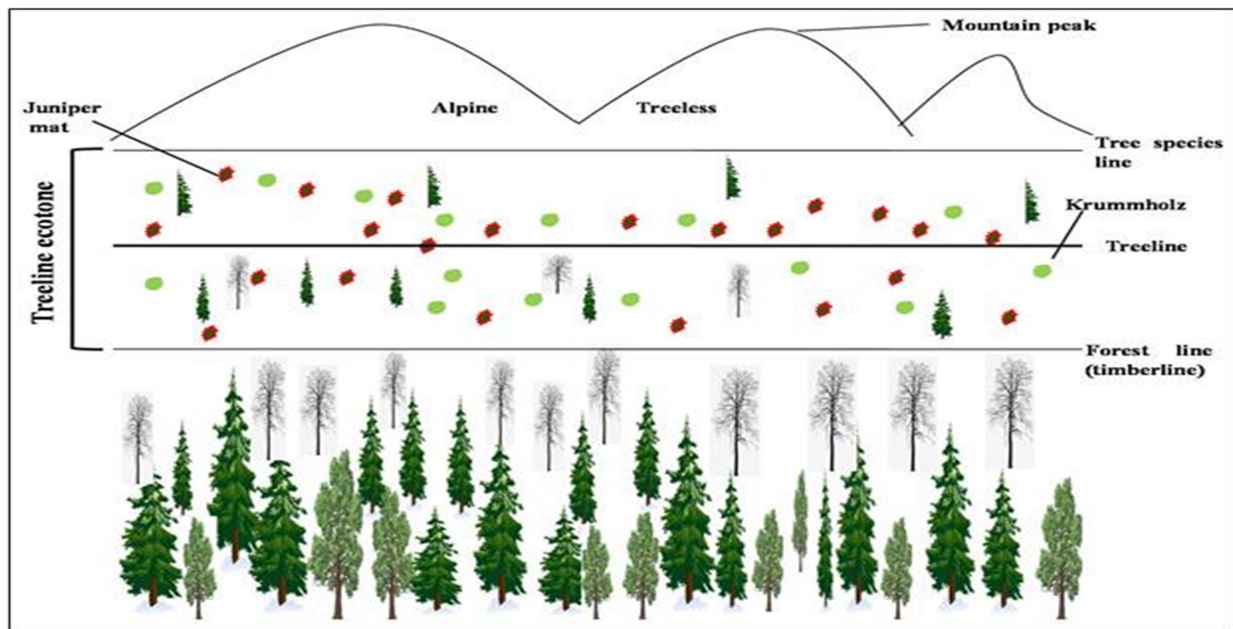 Mountain peak
Juniper
mat
Alpine
Treeless
Tree species
line
Krummholz
Treeline ecotone
Treeline
Forest line
(timberline)